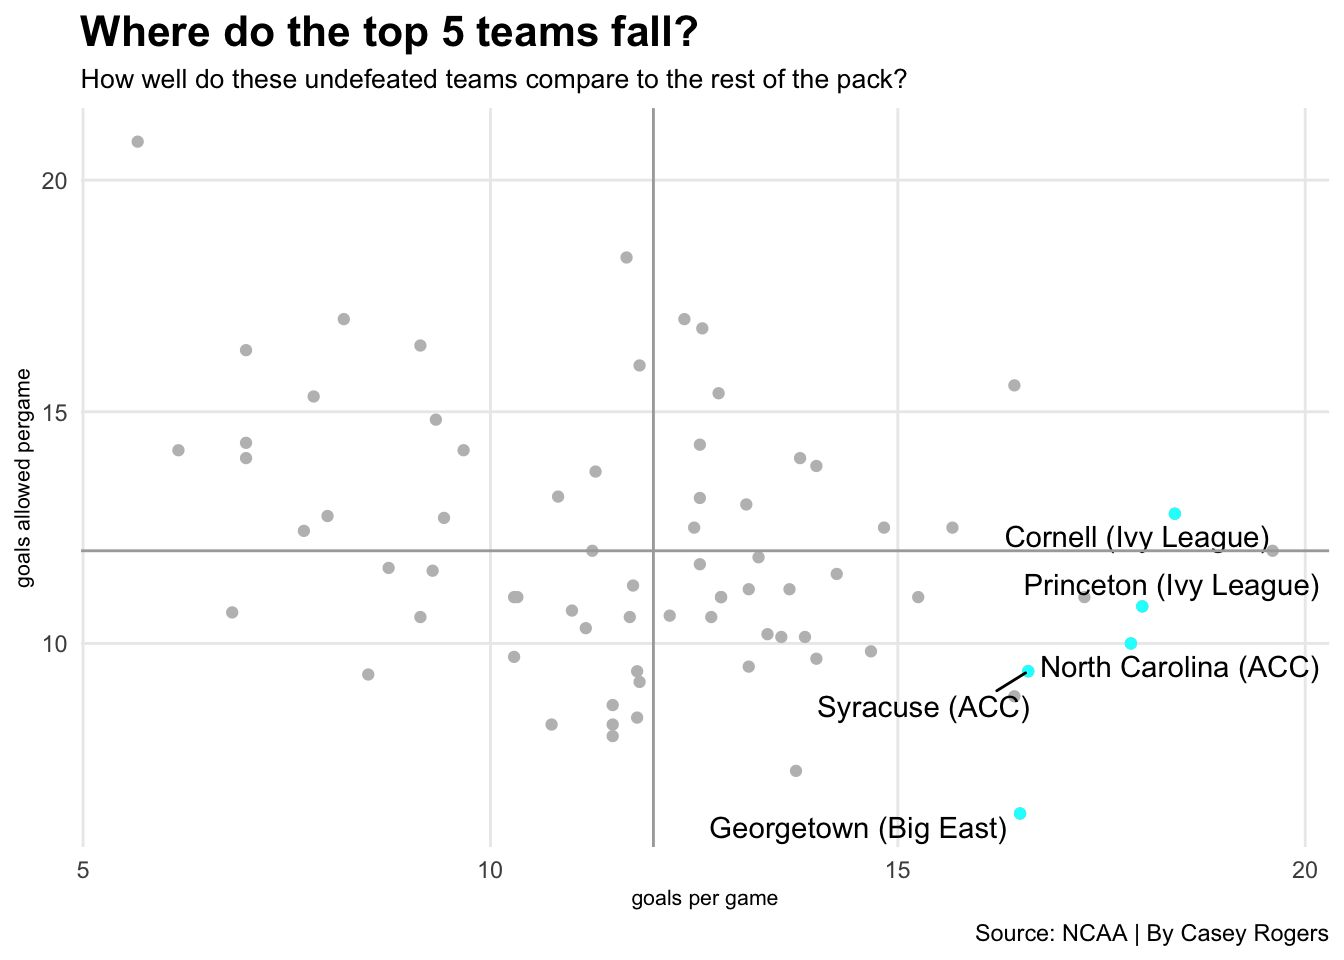 Where do the top 5 teams fall?
How well do these undefeated teams compare to the rest of the pack?
goals allowed pergame
20
15
10
Cornell (Ivy League)
Princeton (Ivy League)
North Carolina (ACC)
Syracuse (ACC)
Georgetown (Big East)
5
10
15
20
goals per game
Source: NCAA | By Casey Rogers